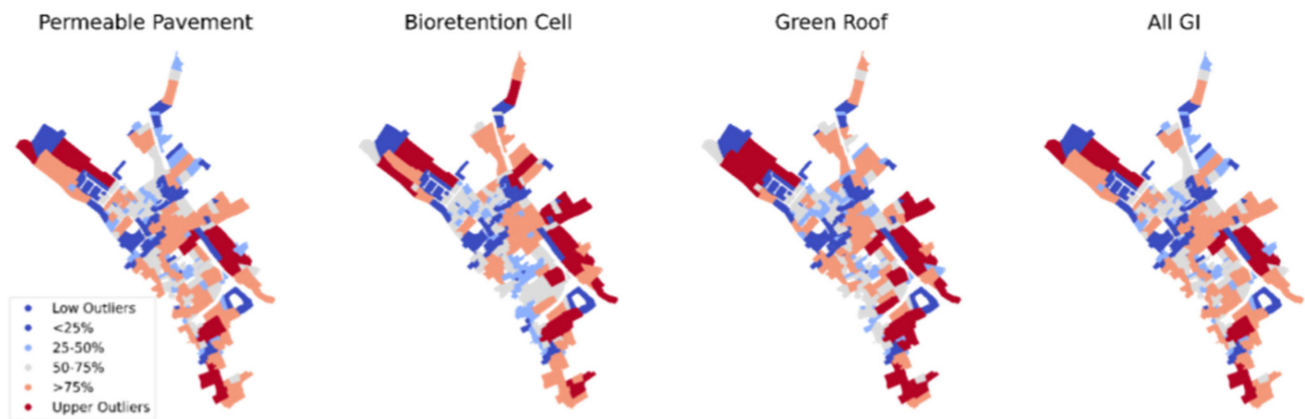 Permeable Pavement
Bioretention Cell
Green Roof
All GI
Low Outliers
<25%
25-50%
50-75%
>75%
Upper Outliers